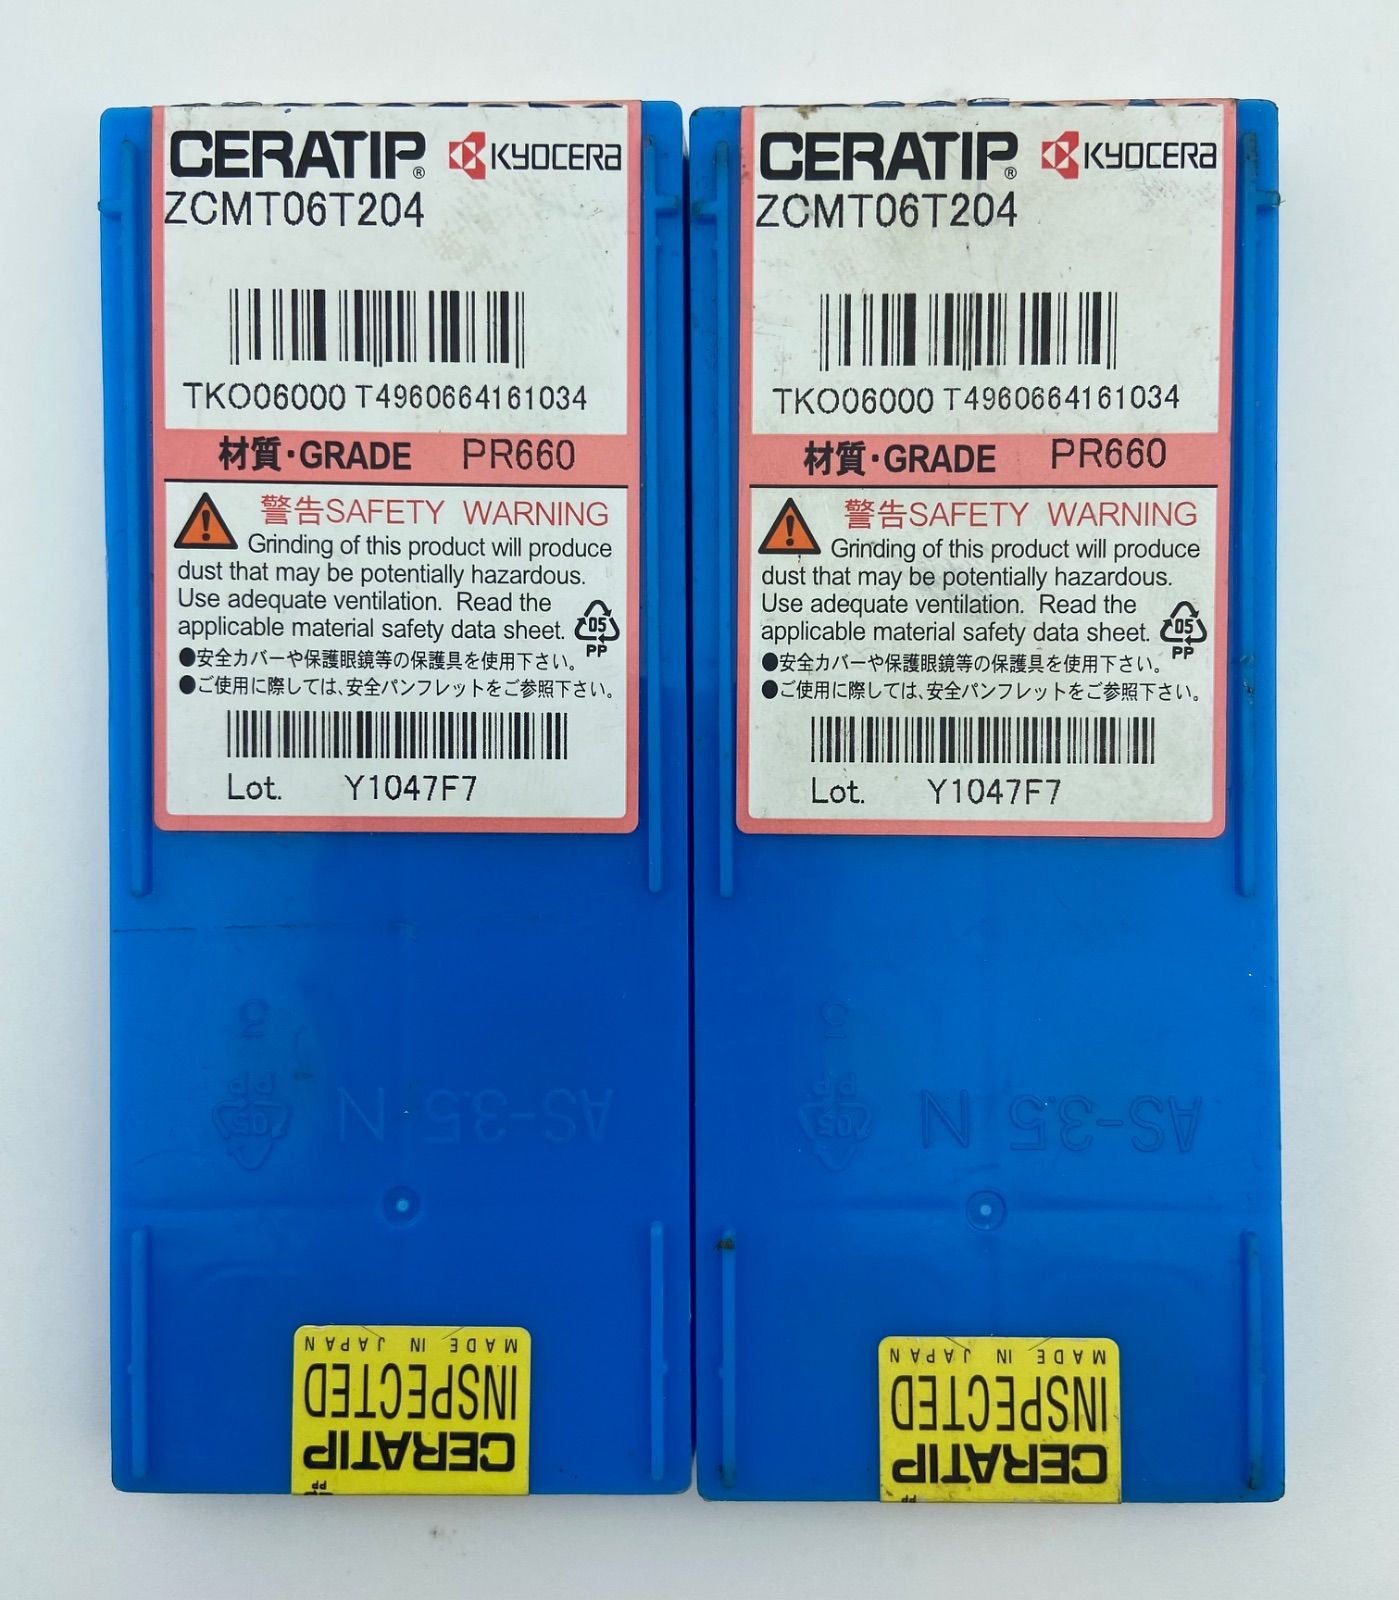 CERATIP® KYOCERA
ZCMT06T204
TKO06000 T4960664161034
材質・GRADE PR660
警告SAFETY WARNING
Grinding of this product will produce
dust that may be potentially hazardous.
Use adequate ventilation. Read the
applicable material safety data sheet.
05
PP
●安全カバーや保護眼鏡等の保護具を使用下さい。
●ご使用に際しては、安全パンフレットをご参照下さい。
Lot. Y1047F7
3
PP
05
AS-3.5 N
CERATIP
INSPECTED
MADE IN JAPAN
PP
CERATIP® KYOCERA
ZCMT06T204
TKO06000 T4960664161034
材質・GRADE PR660
警告SAFETY WARNING
Grinding of this product will produce
dust that may be potentially hazardous.
Use adequate ventilation. Read the
applicable material safety data sheet.
05
PP
●安全カバーや保護眼鏡等の保護具を使用下さい。
●ご使用に際しては、安全パンフレットをご参照下さい。
Lot. Y1047F7
3
PP
05
AS-3.5 N
CERATIP
INSPECTED
MADE IN JAPAN
PP